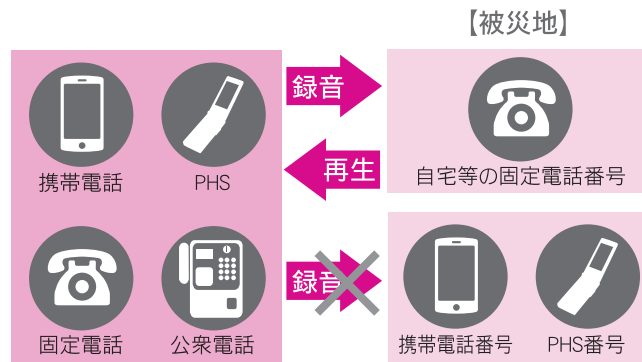 【被災地】
録音
再生
携帯電話
PHS
自宅等の固定電話番号
録音
固定電話
公衆電話
携帯電話番号
PHS番号